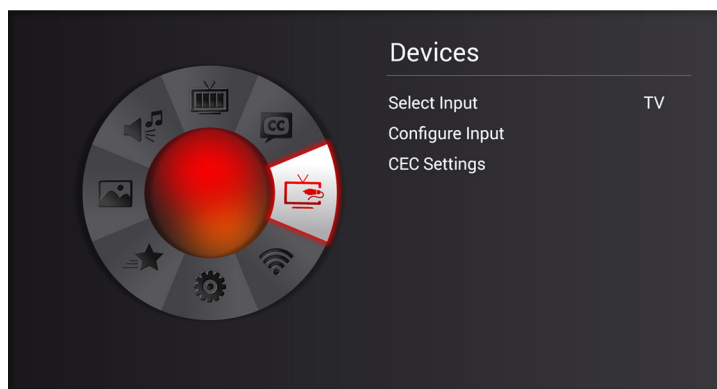 Devices
Select Input TV
Configure Input
CEC Settings
CC